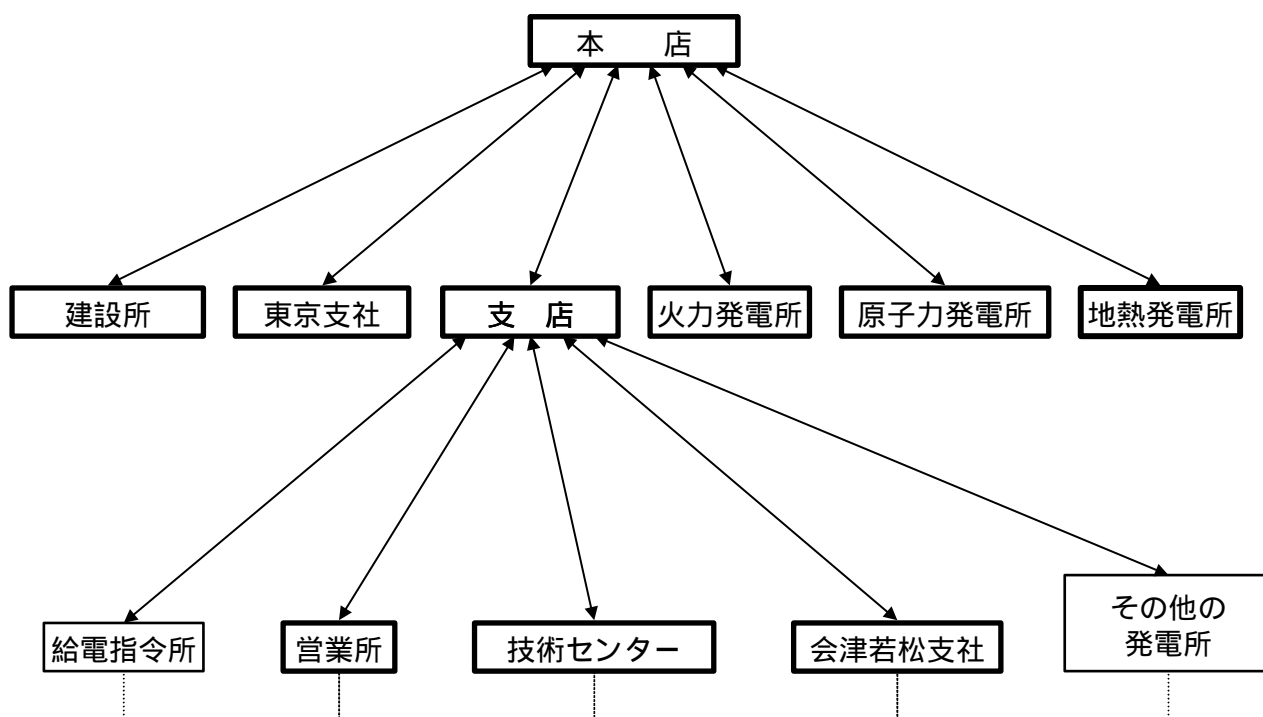 本　　店
建設所
東京支社
支　店
火力発電所
原子力発電所
地熱発電所
給電指令所
営業所
技術センター
会津若松支社
その他の
発電所